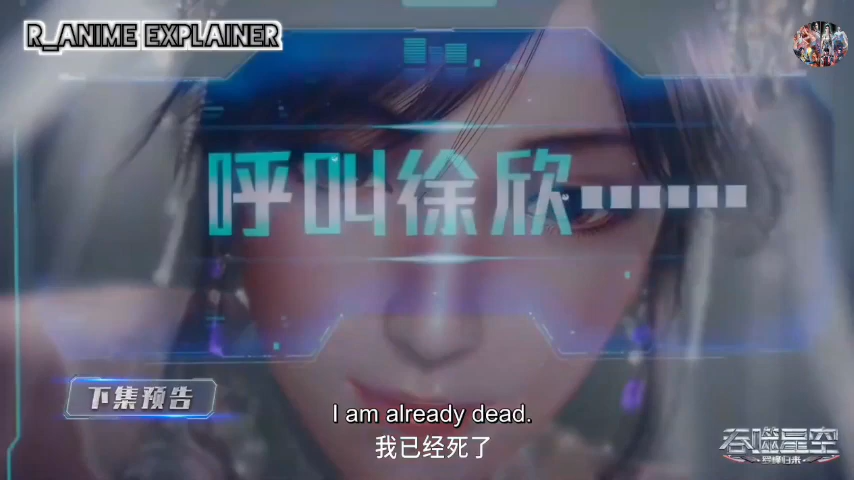 R_ANIME EXPLAINER
呼叫徐欣
下集预告
I am already dead.
我已经死了
吞噬星空